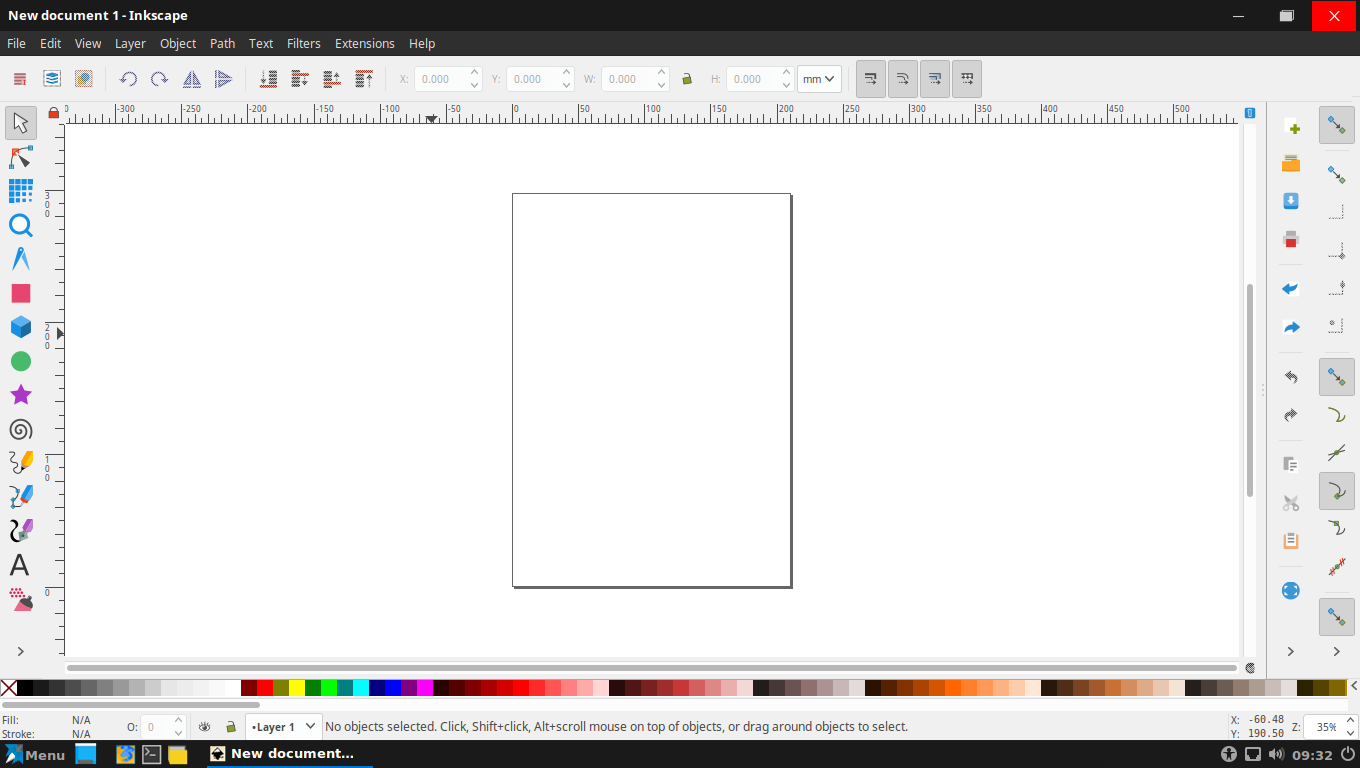 New document 1 - Inkscape
File Edit View Layer Object Path Text Filters Extensions Help
X: 0.000 Y: 0.000 W: 0.000 H: 0.000 mm
-300 -250 -200 -150 -100 -50 0 50 100 150 200 250 300 350 400 450 500
300
200
100
0
Fill: N/A
Stroke: N/A
O: 0
•Layer 1
No objects selected. Click, Shift+click, Alt+scroll mouse on top of objects, or drag around objects to select.
X: -60.48
Y: 190.50
Z: 35%
Menu New document... 09:32